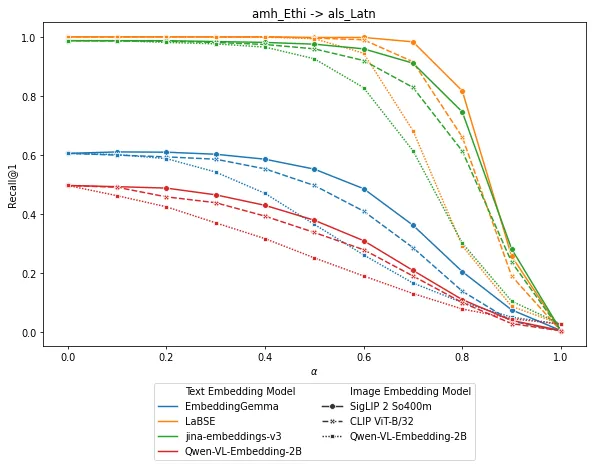 amh_Ethi -> als_Latn
1.0
0.8
0.6
0.4
0.2
0.0
Recall@1
0.0 0.2 0.4 0.6 0.8 1.0
α
Text Embedding Model Image Embedding Model
EmbeddingGemma SigLIP 2 So400m
LaBSE CLIP ViT-B/32
jina-embeddings-v3 Qwen-VL-Embedding-2B
Qwen-VL-Embedding-2B